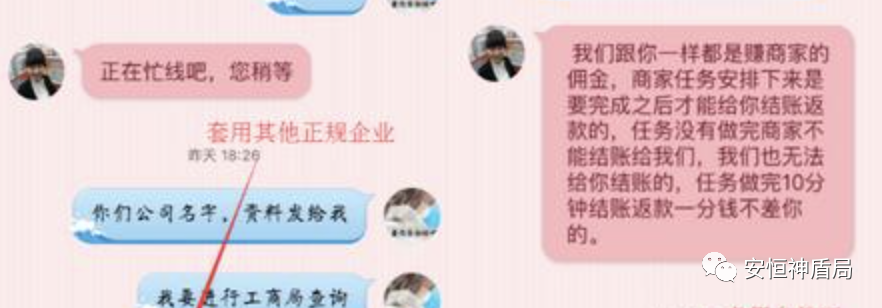 正在忙线吧，您稍等
套用其他正规企业
昨天 18:26
你们公司名字，资料发给我
我要进行工商局查询
我们跟你一样都是赚商家的
佣金，商家任务安排下来是
要完成之后才能给你结账返
款的，任务没有做完商家不
能结账给我们，我们也无法
给你结账的，任务做完10分
钟结账返款一分钱不差你
的。
安恒神盾局